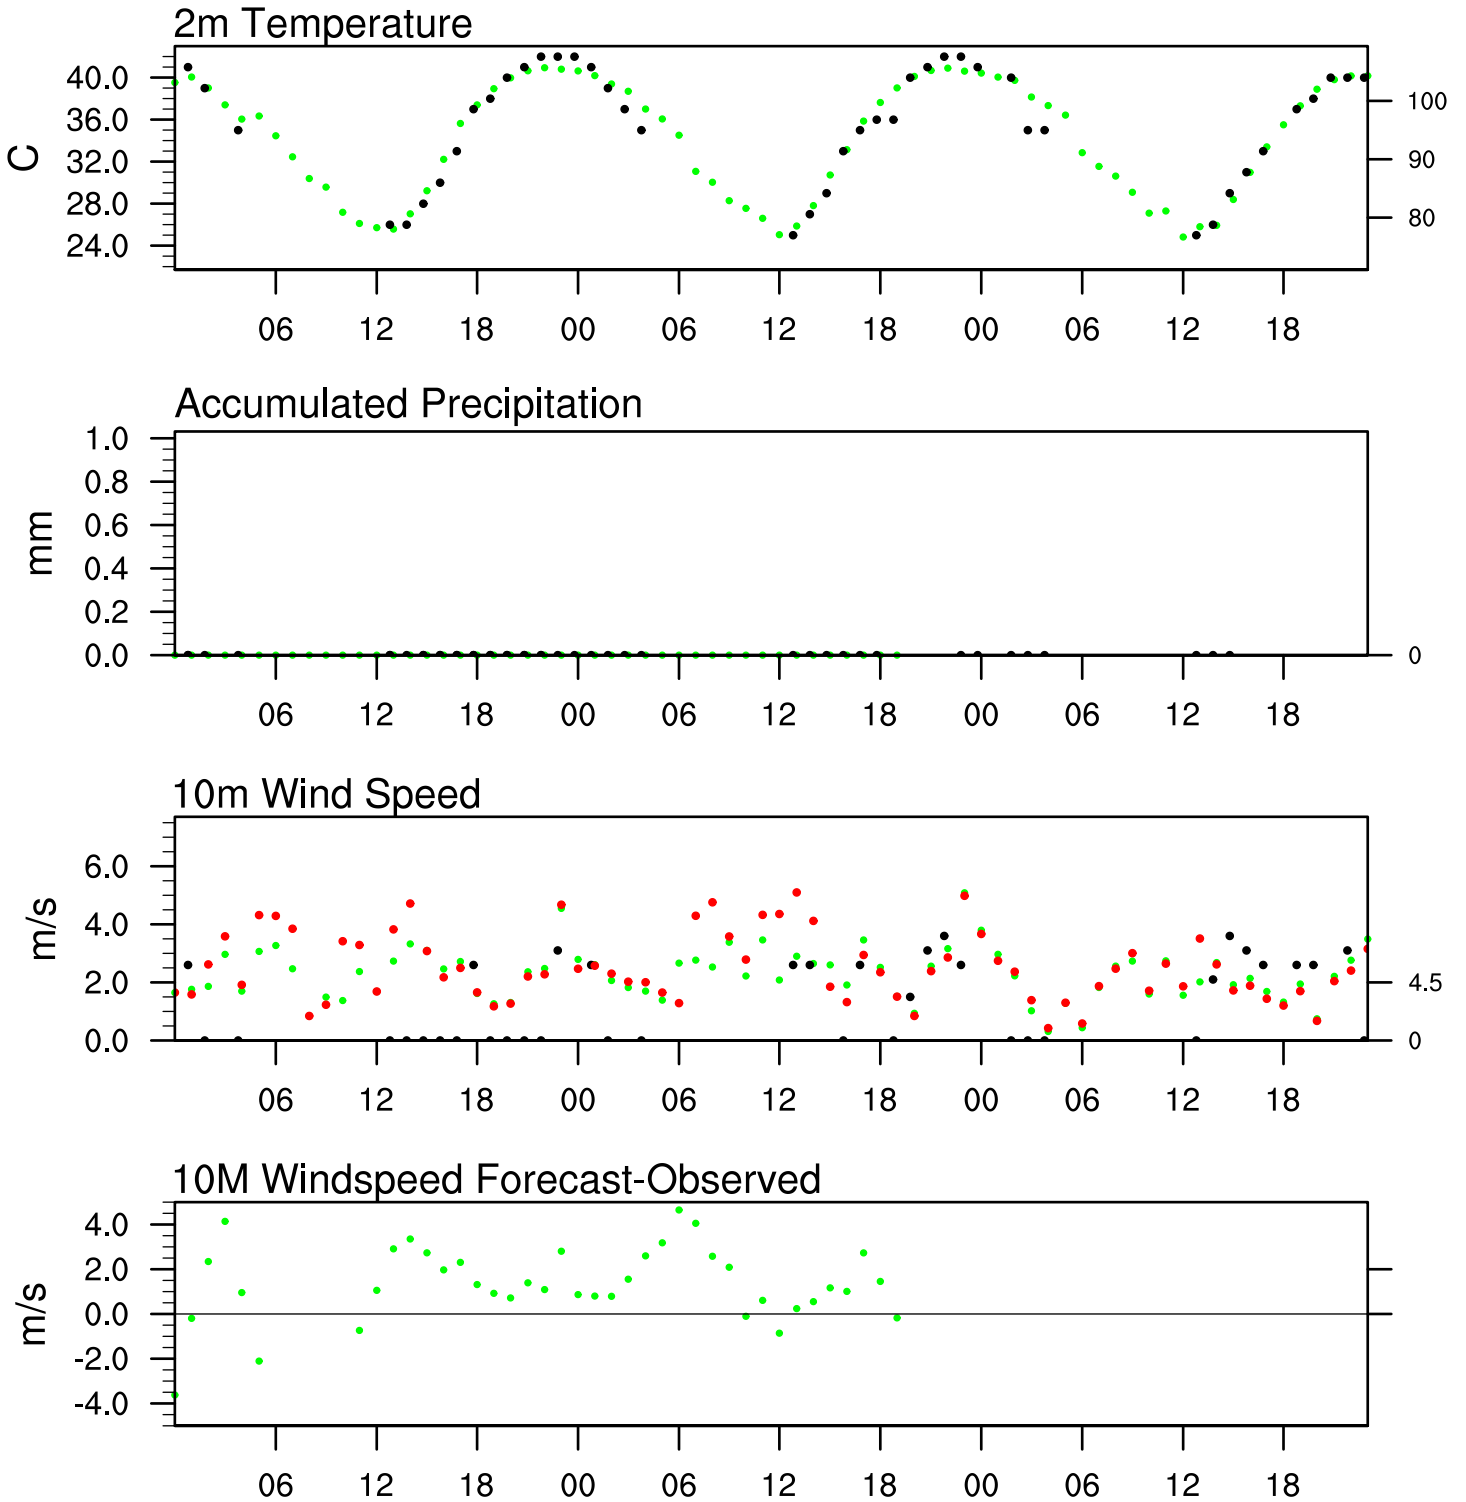 2m Temperature
C
40.0
36.0
32.0
28.0
24.0
100
90
80
06 12 18 00 06 12 18 00 06 12 18
Accumulated Precipitation
mm
1.0
0.8
0.6
0.4
0.2
0.0
0
06 12 18 00 06 12 18 00 06 12 18
10m Wind Speed
m/s
6.0
4.0
2.0
0.0
4.5
0
06 12 18 00 06 12 18 00 06 12 18
10M Windspeed Forecast-Observed
m/s
4.0
2.0
0.0
-2.0
-4.0
06 12 18 00 06 12 18 00 06 12 18